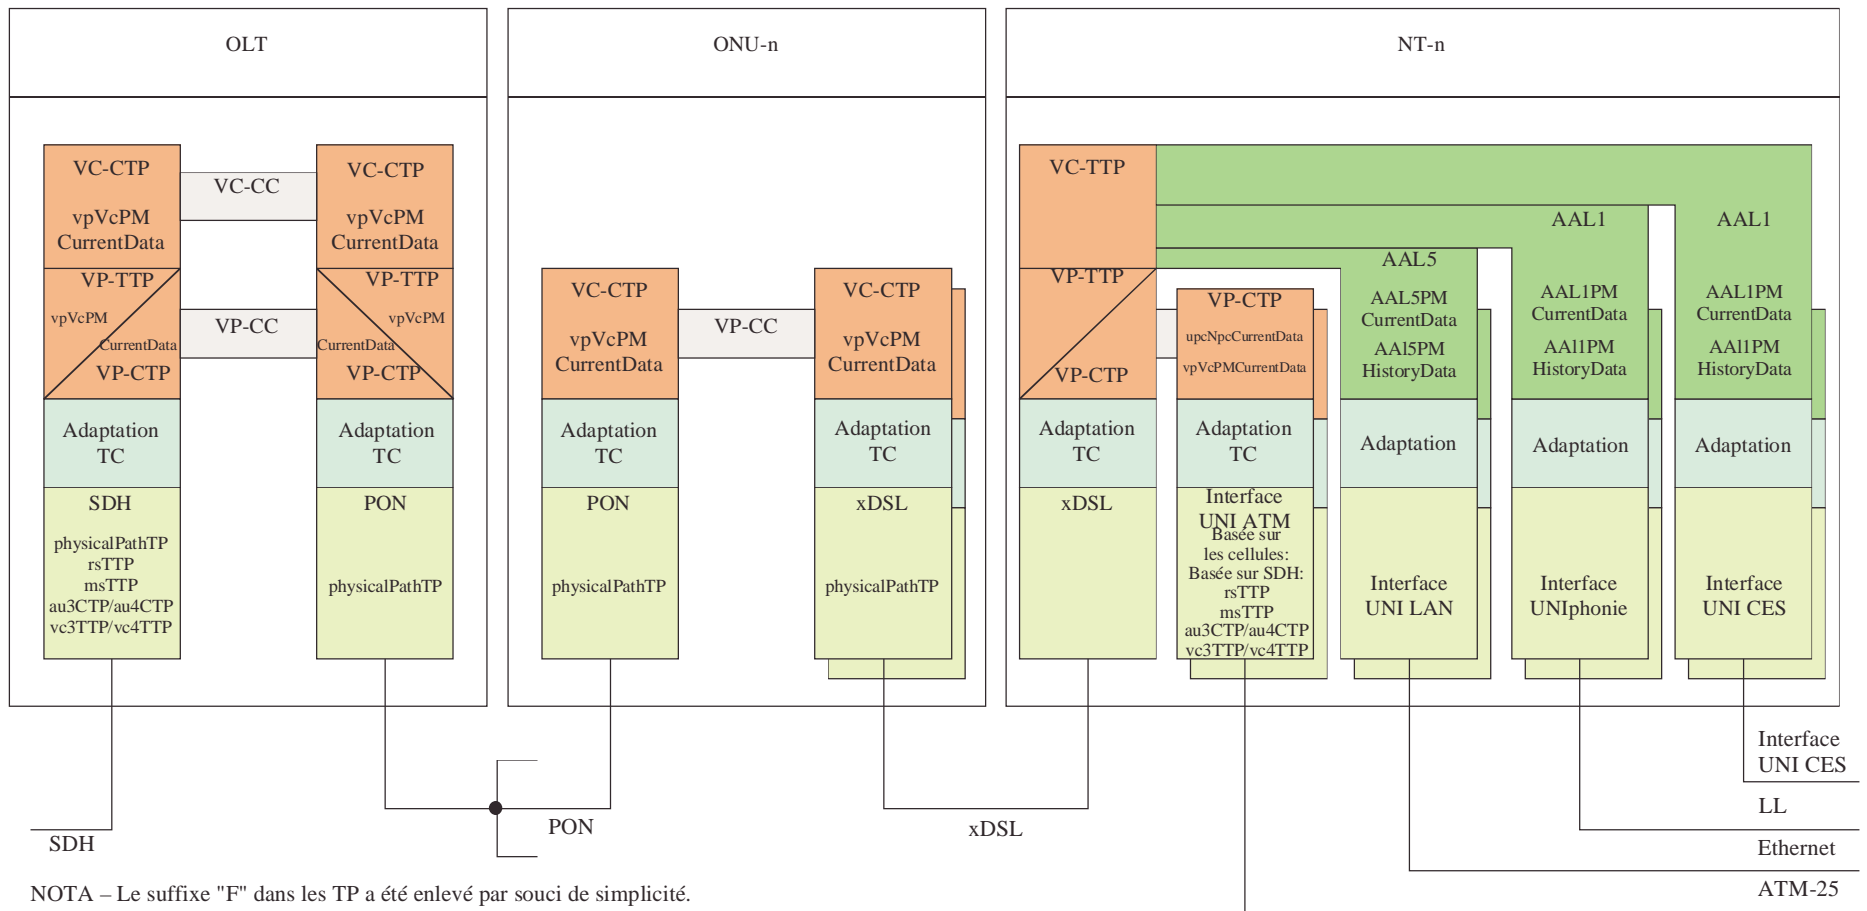 OLT
ONU-n
NT-n
VC-CTP
vpVcPM
CurrentData
VP-TTP
vpVcPM
CurrentData
VP-CTP
Adaptation
TC
SDH
physicalPathTP
rsTTP
msTTP
au3CTP/au4CTP
vc3TTP/vc4TTP
VC-CC
VP-CC
VC-CTP
vpVcPM
CurrentData
VP-TTP
vpVcPM
CurrentData
VP-CTP
Adaptation
TC
PON
physicalPathTP
VC-CTP
vpVcPM
CurrentData
Adaptation
TC
PON
physicalPathTP
VP-CC
VC-CTP
vpVcPM
CurrentData
Adaptation
TC
xDSL
physicalPathTP
VC-TTP
VP-TTP
VP-CTP
Adaptation
TC
xDSL
VP-CTP
upcNpcCurrentData
vpVcPMCurrentData
Adaptation
TC
Interface
UNI ATM
Basée sur
les cellules:
Basée sur SDH:
rsTTP
msTTP
au3CTP/au4CTP
vc3TTP/vc4TTP
AAL5
AAL5PM
CurrentData
AAl5PM
HistoryData
Adaptation
Interface
UNI LAN
AAL1
AAL1PM
CurrentData
AAl1PM
HistoryData
Adaptation
Interface
UNIphonie
AAL1
AAL1PM
CurrentData
AAl1PM
HistoryData
Adaptation
Interface
UNI CES
SDH
PON
xDSL
Interface
UNI CES
LL
Ethernet
ATM-25
NOTA – Le suffixe "F" dans les TP a été enlevé par souci de simplicité.